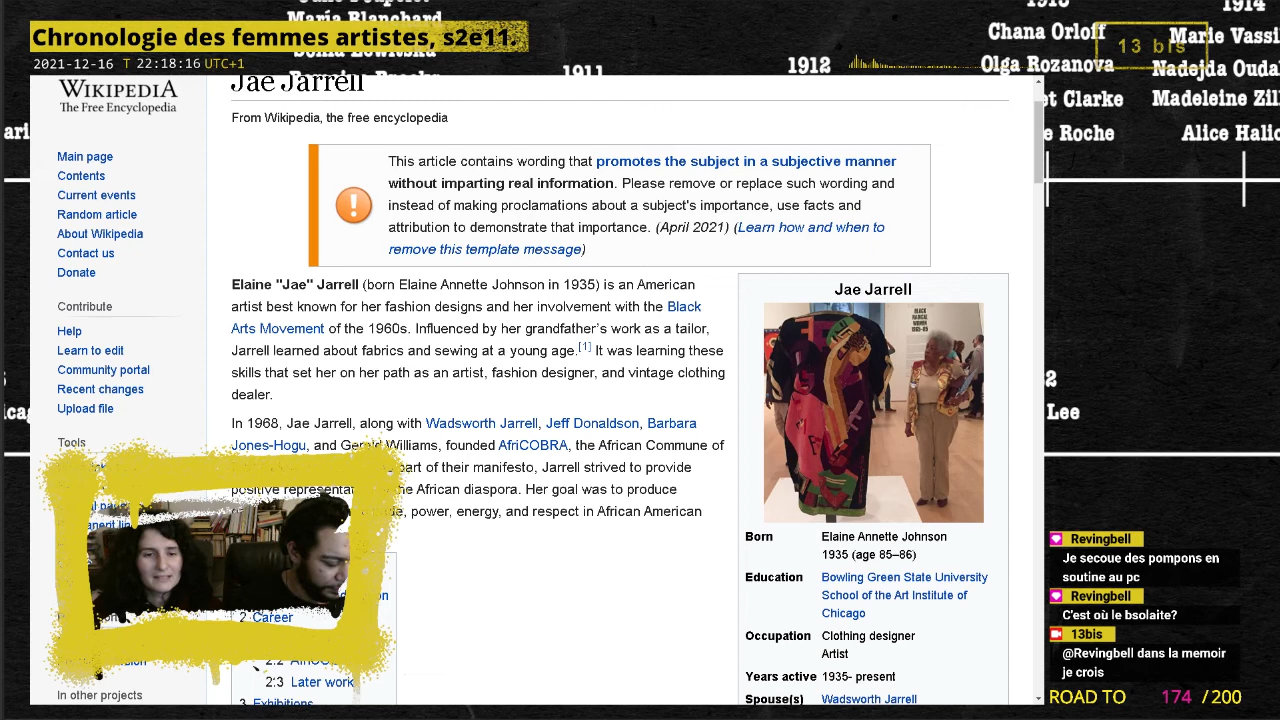 María Blanchard
Chronologie des femmes artistes, s2e11.
2021-12-16 T 22:18:16 UTC+1
1911
1912
1913
1914
Chana Orloff
Olga Rozanova
Marie Vassil
Nadejda Oudal
Madeleine Zill
Alice Halic
et Clarke
e Roche
13 bis
Lee
WIKIPEDIA
The Free Encyclopedia
Main page
Contents
Current events
Random article
About Wikipedia
Contact us
Donate
Contribute
Help
Learn to edit
Community portal
Recent changes
Upload file
Tools
In other projects
Jae Jarrell
From Wikipedia, the free encyclopedia
This article contains wording that promotes the subject in a subjective manner
without imparting real information. Please remove or replace such wording and
instead of making proclamations about a subject's importance, use facts and
attribution to demonstrate that importance. (April 2021) (Learn how and when to
remove this template message)
Elaine "Jae" Jarrell (born Elaine Annette Johnson in 1935) is an American
artist best known for her fashion designs and her involvement with the Black
Arts Movement of the 1960s. Influenced by her grandfather's work as a tailor,
Jarrell learned about fabrics and sewing at a young age.[1] It was learning these
skills that set her on her path as an artist, fashion designer, and vintage clothing
dealer.
In 1968, Jae Jarrell, along with Wadsworth Jarrell, Jeff Donaldson, Barbara
Jones-Hogu, and Gerald Williams, founded AfriCOBRA, the African Commune of
part of their manifesto, Jarrell strived to provide
positive representat e African diaspora. Her goal was to produce
e, power, energy, and respect in African American
2 Career
2:3 Later work
3 Exhibitions
Jae Jarrell
BLACK
RADICAL
WOMEN
Born Elaine Annette Johnson
1935 (age 85–86)
Education Bowling Green State University
School of the Art Institute of
Chicago
Occupation Clothing designer
Artist
Years active 1935- present
Spouse(s) Wadsworth Jarrell
Revingbell
Je secoue des pompons en
soutine au pc
Revingbell
C'est où le bsolaite?
13bis
@Revingbell dans la memoir
je crois
ROAD TO 174 / 200